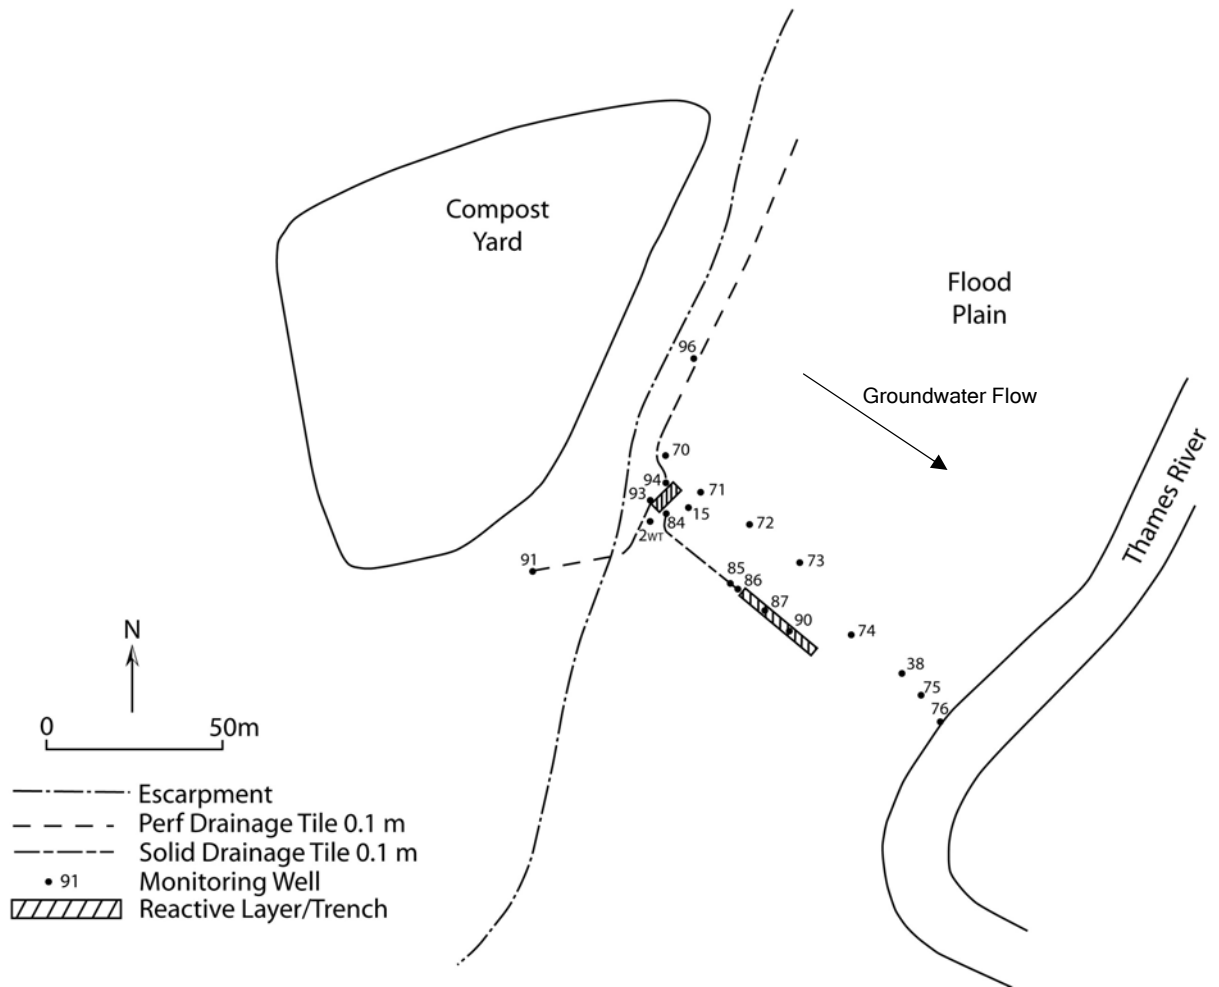 Compost
Yard
Flood
Plain
96
Groundwater Flow
Thames River
70
94
93
71
15
84
72
2WT
91
73
85
86
87
90
74
38
75
76
N
0 50m
Escarpment
Perf Drainage Tile 0.1 m
Solid Drainage Tile 0.1 m
91 Monitoring Well
Reactive Layer/Trench